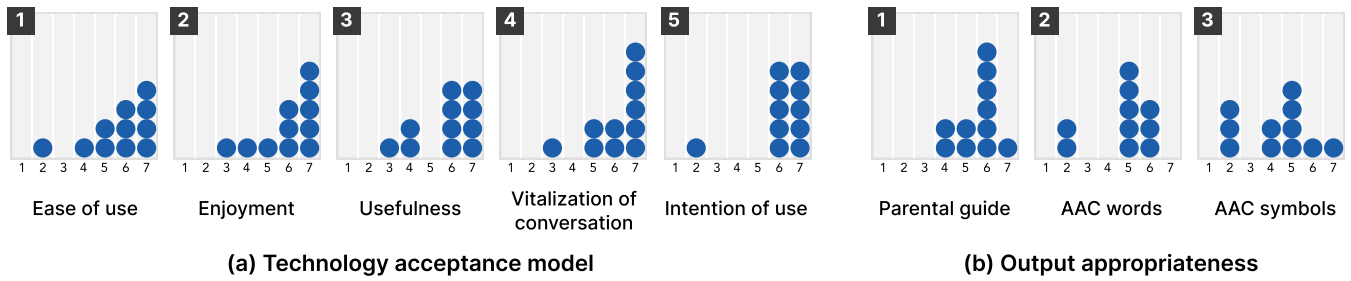 1 2 3 4 5 1 2 3
1 2 3 4 5 6 7 1 2 3 4 5 6 7 1 2 3 4 5 6 7 1 2 3 4 5 6 7 1 2 3 4 5 6 7 1 2 3 4 5 6 7 1 2 3 4 5 6 7 1 2 3 4 5 6 7
Ease of use
Enjoyment
Usefulness
Vitalization of
conversation
Intention of use
Parental guide
AAC words
AAC symbols
(a) Technology acceptance model
(b) Output appropriateness